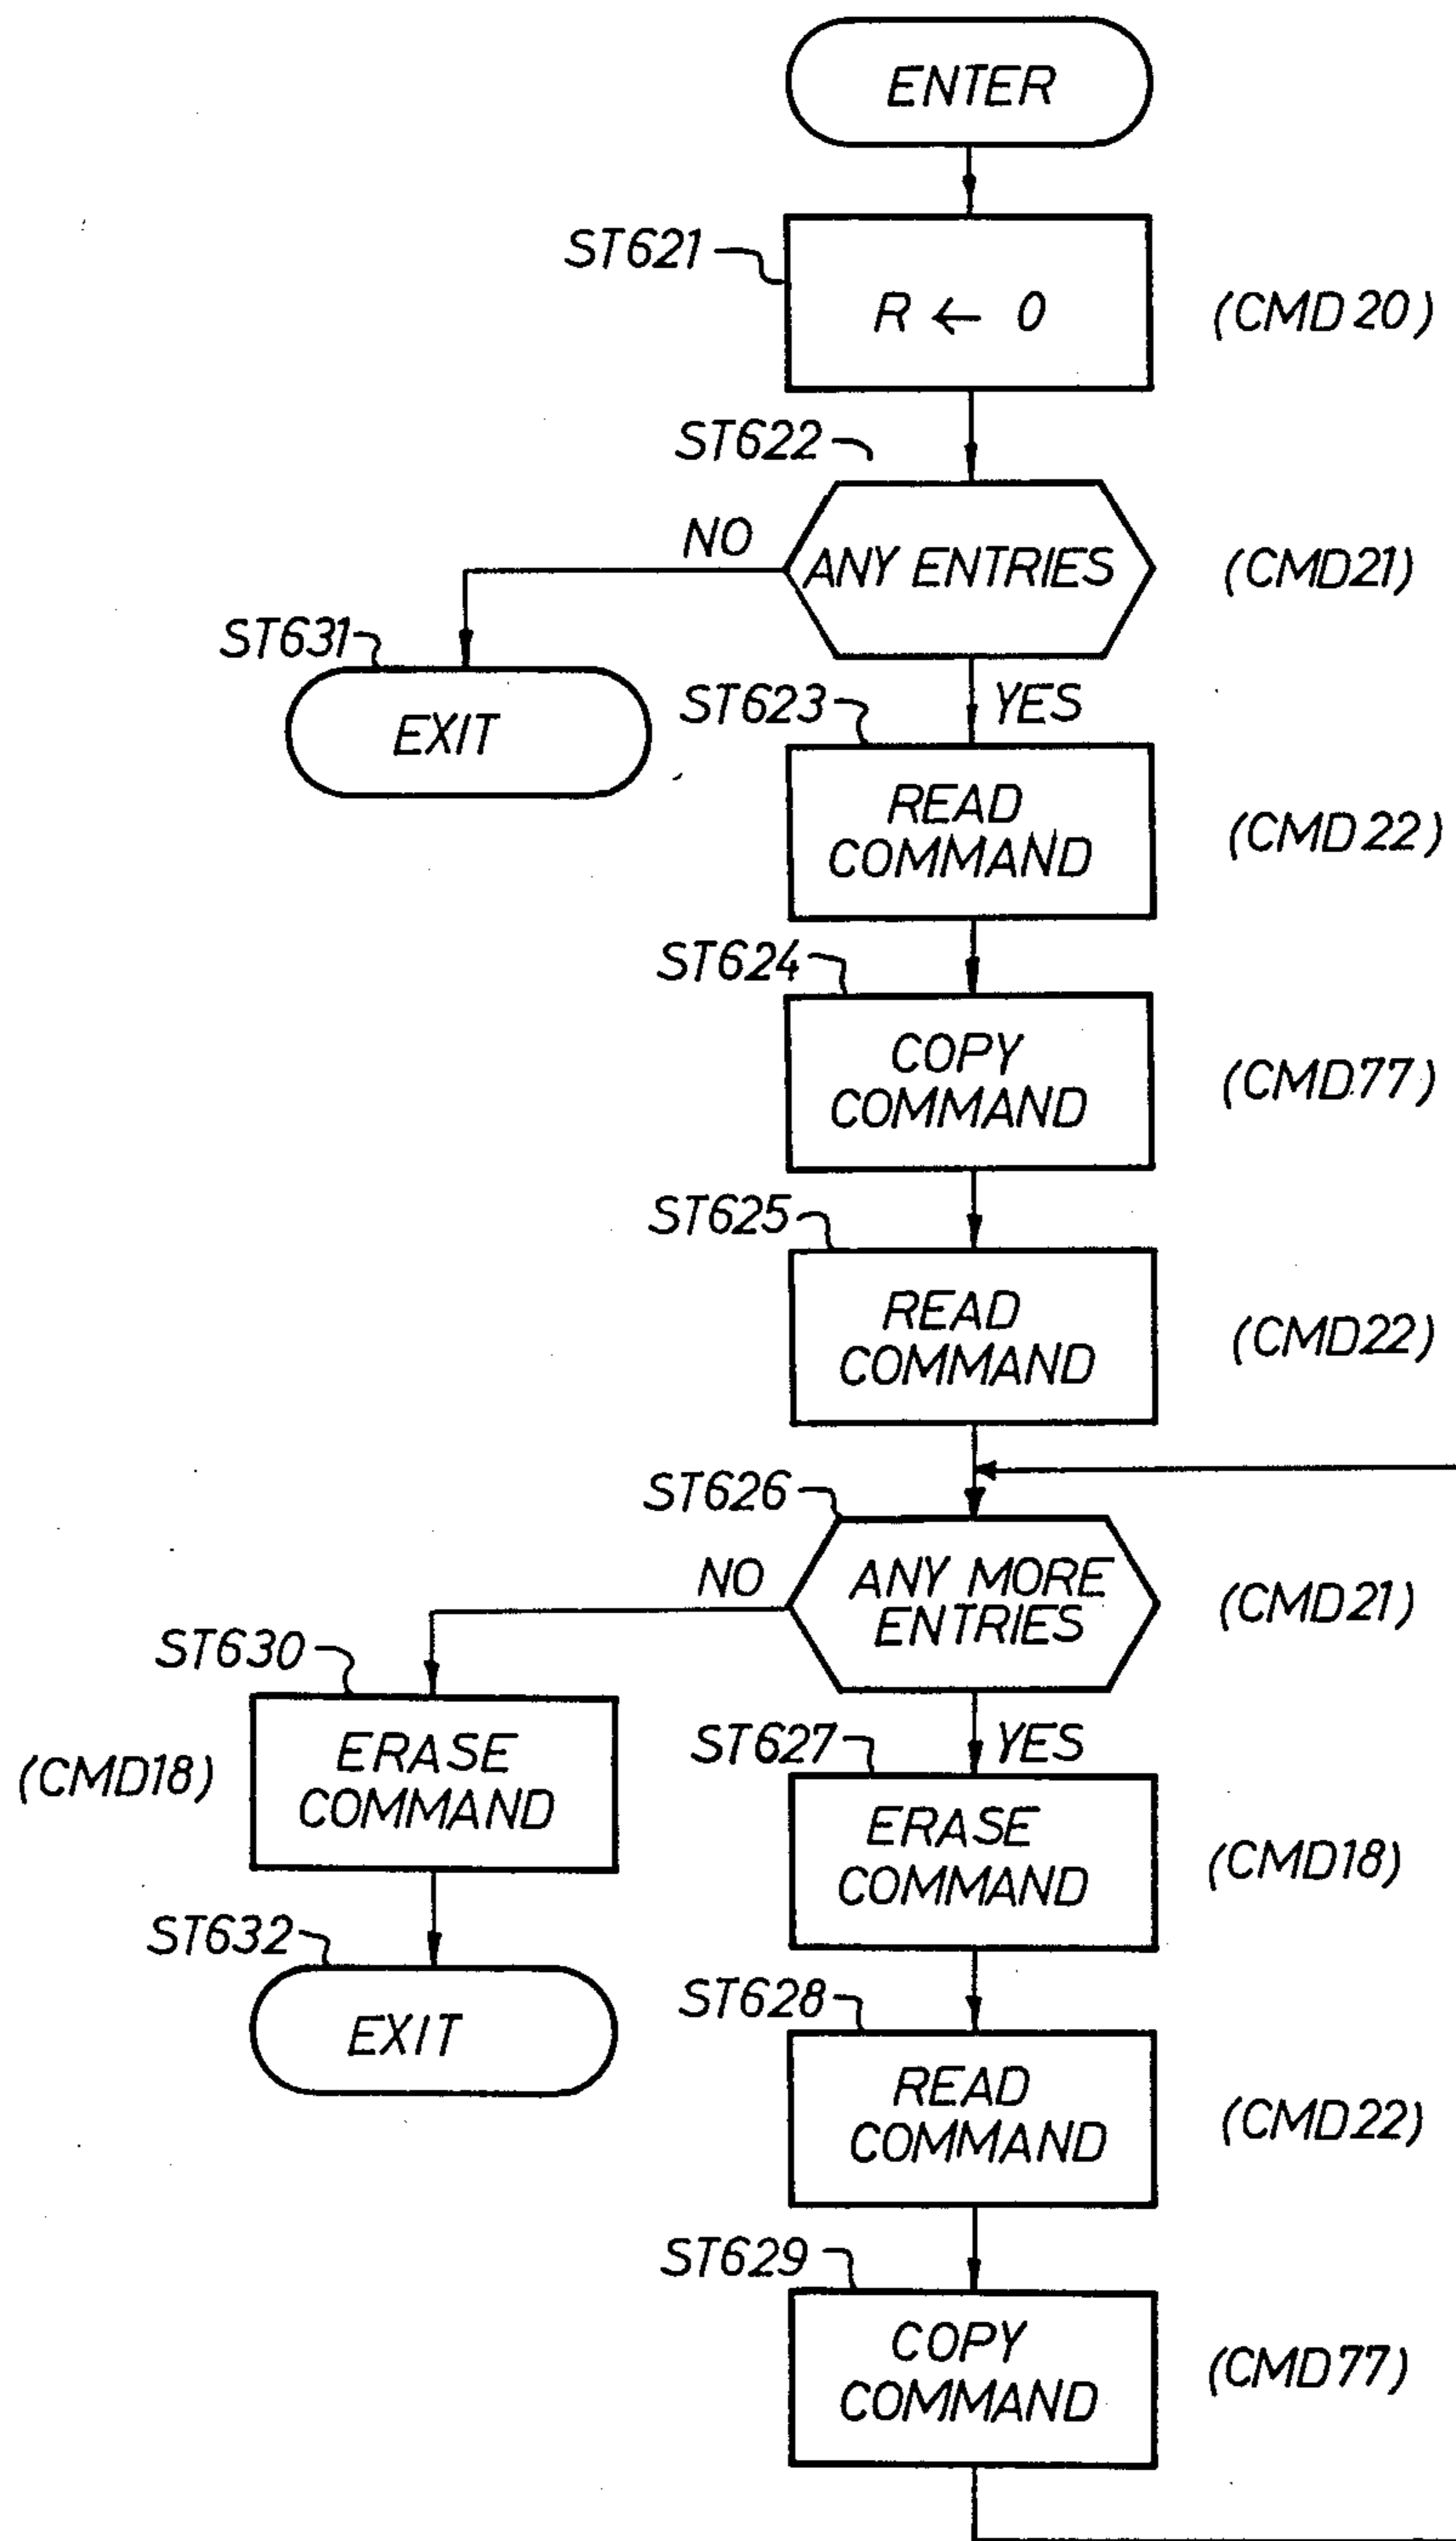 ENTER
ST621
R ← 0
(CMD 20)
ST622
NO
ANY ENTRIES
(CMD21)
ST631
EXIT
ST623
YES
READ
COMMAND
(CMD 22)
ST624
COPY
COMMAND
(CMD77)
ST625
READ
COMMAND
(CMD22)
ST626
NO
ANY MORE
ENTRIES
(CMD21)
ST630
ERASE
COMMAND
(CMD18)
ST627
YES
ERASE
COMMAND
(CMD18)
ST632
EXIT
ST628
READ
COMMAND
(CMD22)
ST629
COPY
COMMAND
(CMD77)